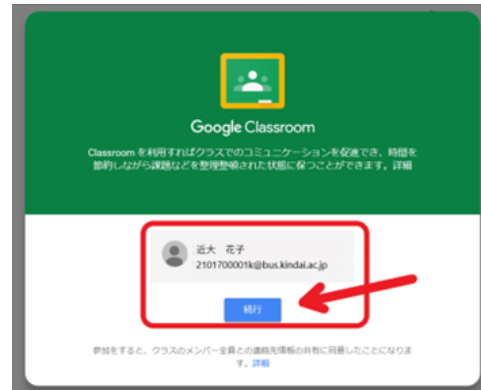 Google Classroom
Classroom を利用すればクラスでのコミュニケーションを促進でき、時間を
節約しながら課題などを整理整頓された状態に保つことができます。詳細
近大 花子
2101700001k@bus.kindai.ac.jp
続行
参加をすると、クラスのメンバー全員との連絡先情報の共有に同意したことになりま
す。詳細